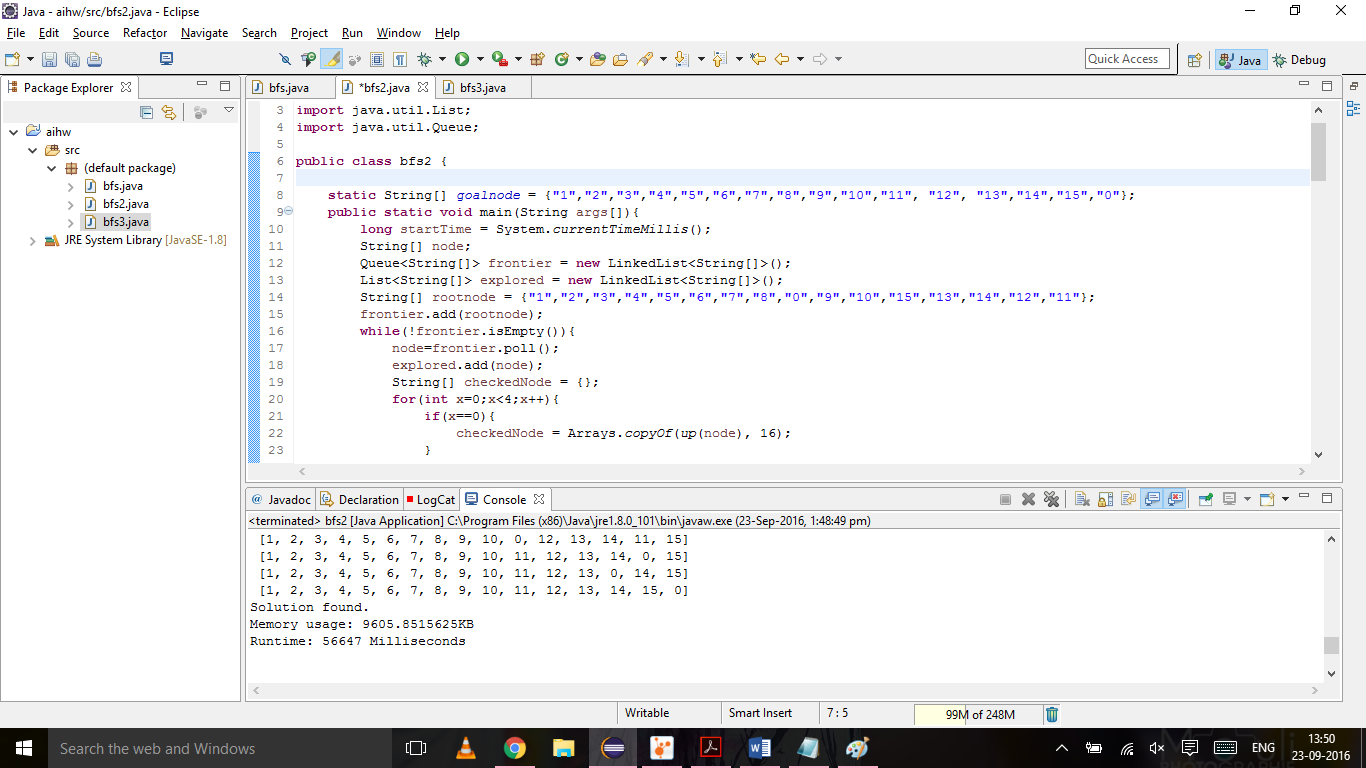 Java - aihw/src/bfs2.java - Eclipse
File Edit Source Refactor Navigate Search Project Run Window Help
Quick Access Java Debug
Package Explorer
bfs.java *bfs2.java bfs3.java
aihw
src
(default package)
bfs.java
bfs2.java
bfs3.java
JRE System Library [JavaSE-1.8]
3 import java.util.List;
4 import java.util.Queue;
5
6 public class bfs2 {
7
8 static String[] goalnode = {"1","2","3","4","5","6","7","8","9","10","11", "12", "13","14","15","0"};
9 public static void main(String args[]){
10 long startTime = System.currentTimeMillis();
11 String[] node;
12 Queue<String[]> frontier = new LinkedList<String[]>();
13 List<String[]> explored = new LinkedList<String[]>();
14 String[] rootnode = {"1","2","3","4","5","6","7","8","0","9","10","15","13","14","12","11"};
15 frontier.add(rootnode);
16 while(!frontier.isEmpty()){
17 node=frontier.poll();
18 explored.add(node);
19 String[] checkedNode = {};
20 for(int x=0;x<4;x++){
21 if(x==0){
22 checkedNode = Arrays.copyOf(up(node), 16);
23 }
@ Javadoc Declaration LogCat Console
<terminated> bfs2 [Java Application] C:\Program Files (x86)\Java\jre1.8.0_101\bin\javaw.exe (23-Sep-2016, 1:48:49 pm)
[1, 2, 3, 4, 5, 6, 7, 8, 9, 10, 0, 12, 13, 14, 11, 15]
[1, 2, 3, 4, 5, 6, 7, 8, 9, 10, 11, 12, 13, 14, 0, 15]
[1, 2, 3, 4, 5, 6, 7, 8, 9, 10, 11, 12, 13, 0, 14, 15]
[1, 2, 3, 4, 5, 6, 7, 8, 9, 10, 11, 12, 13, 14, 15, 0]
Solution found.
Memory usage: 9605.8515625KB
Runtime: 56647 Milliseconds
Writable Smart Insert 7 : 5 99M of 248M
Search the web and Windows
ENG
13:50
23-09-2016